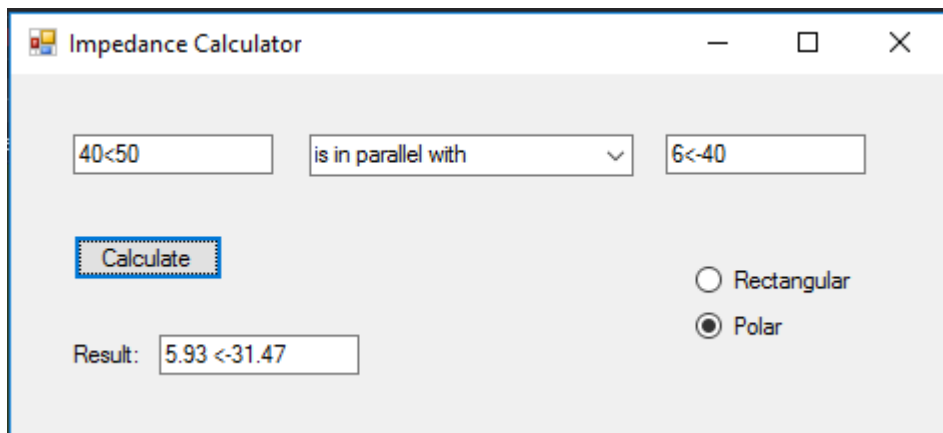 Impedance Calculator
40<50 is in parallel with 6<-40
Calculate
Rectangular
Polar
Result: 5.93 <-31.47